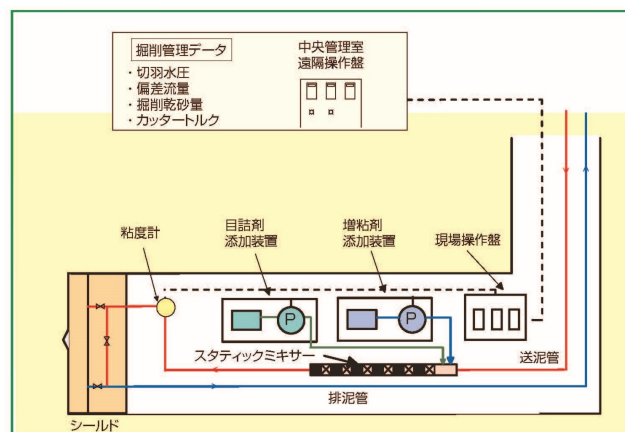 掘削管理データ
・切羽水圧
・偏差流量
・掘削乾砂量
・カッタートルク
中央管理室
遠隔操作盤
粘度計
目詰剤
添加装置
増粘剤
添加装置
現場操作盤
P
P
スタティックミキサー
送泥管
排泥管
シールド